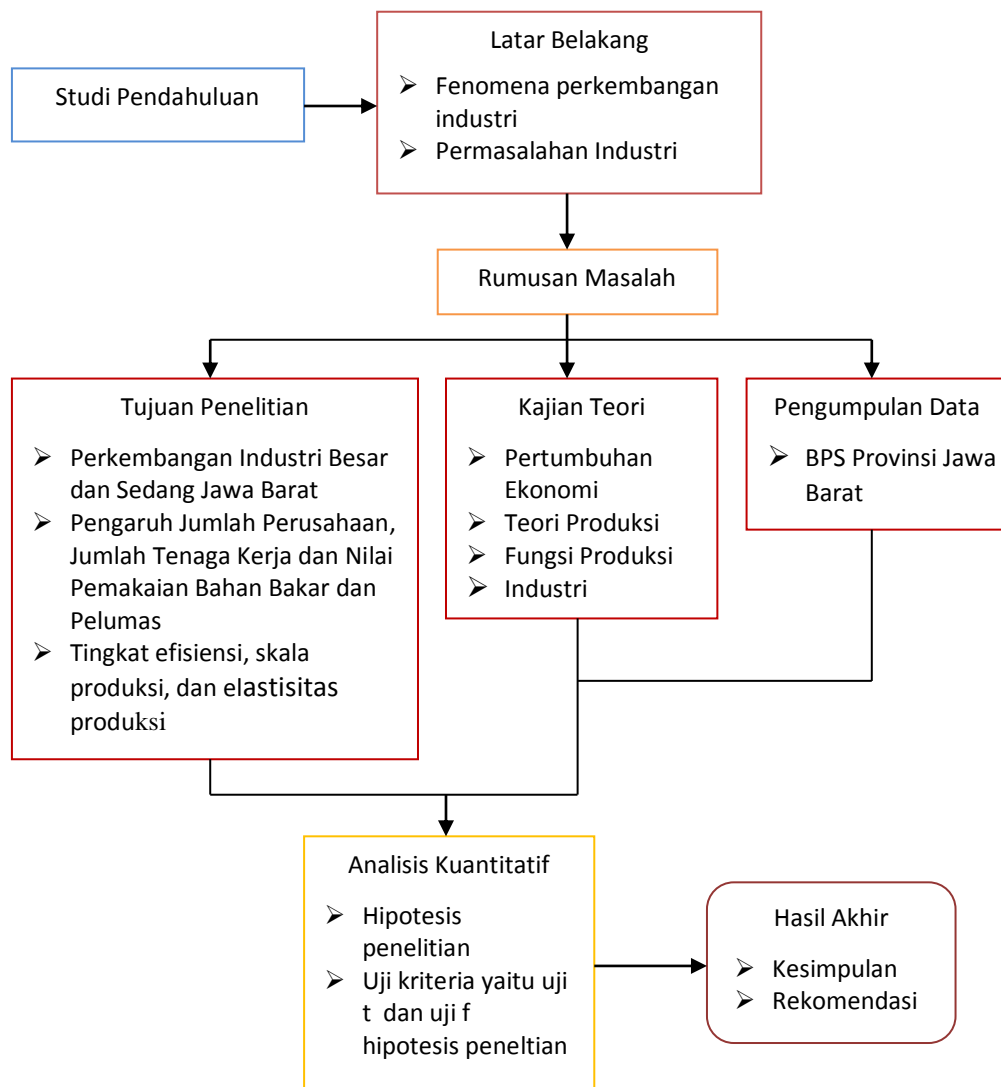 Studi Pendahuluan
Latar Belakang
➢ Fenomena perkembangan
industri
➢ Permasalahan Industri
Rumusan Masalah
Tujuan Penelitian
➢ Perkembangan Industri Besar
dan Sedang Jawa Barat
➢ Pengaruh Jumlah Perusahaan,
Jumlah Tenaga Kerja dan Nilai
Pemakaian Bahan Bakar dan
Pelumas
➢ Tingkat efisiensi, skala
produksi, dan elastisitas
produksi
Kajian Teori
➢ Pertumbuhan
Ekonomi
➢ Teori Produksi
➢ Fungsi Produksi
➢ Industri
Pengumpulan Data
➢ BPS Provinsi Jawa
Barat
Analisis Kuantitatif
➢ Hipotesis
penelitian
➢ Uji kriteria yaitu uji
t dan uji f
hipotesis peneltian
Hasil Akhir
➢ Kesimpulan
➢ Rekomendasi